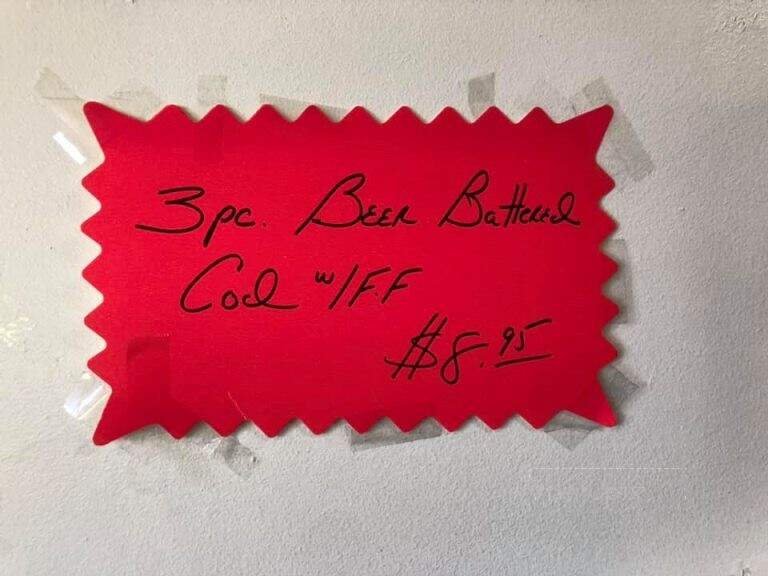 3pc. Beer Battered
Cod w/F.F
$8.95